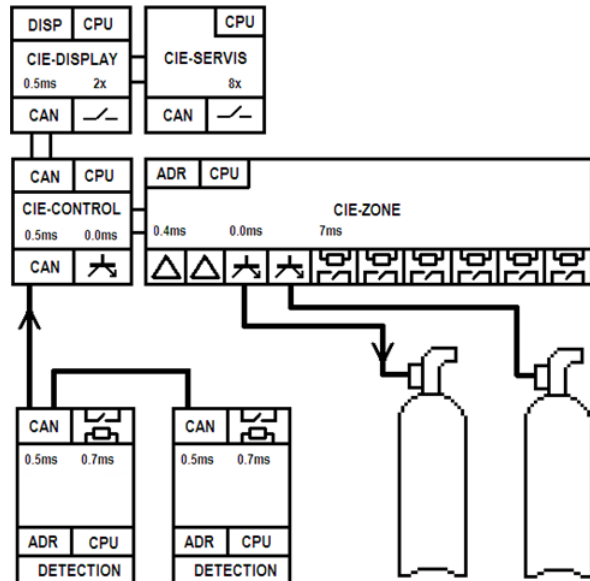 DISP CPU
CIE-DISPLAY
0.5ms 2x
CAN
CPU
CIE-SERVIS
8x
CAN
CAN CPU
CIE-CONTROL
0.5ms 0.0ms
CAN
ADR CPU
CIE-ZONE
0.4ms 0.0ms 7ms
CAN
0.5ms 0.7ms
ADR CPU
DETECTION
CAN
0.5ms 0.7ms
ADR CPU
DETECTION